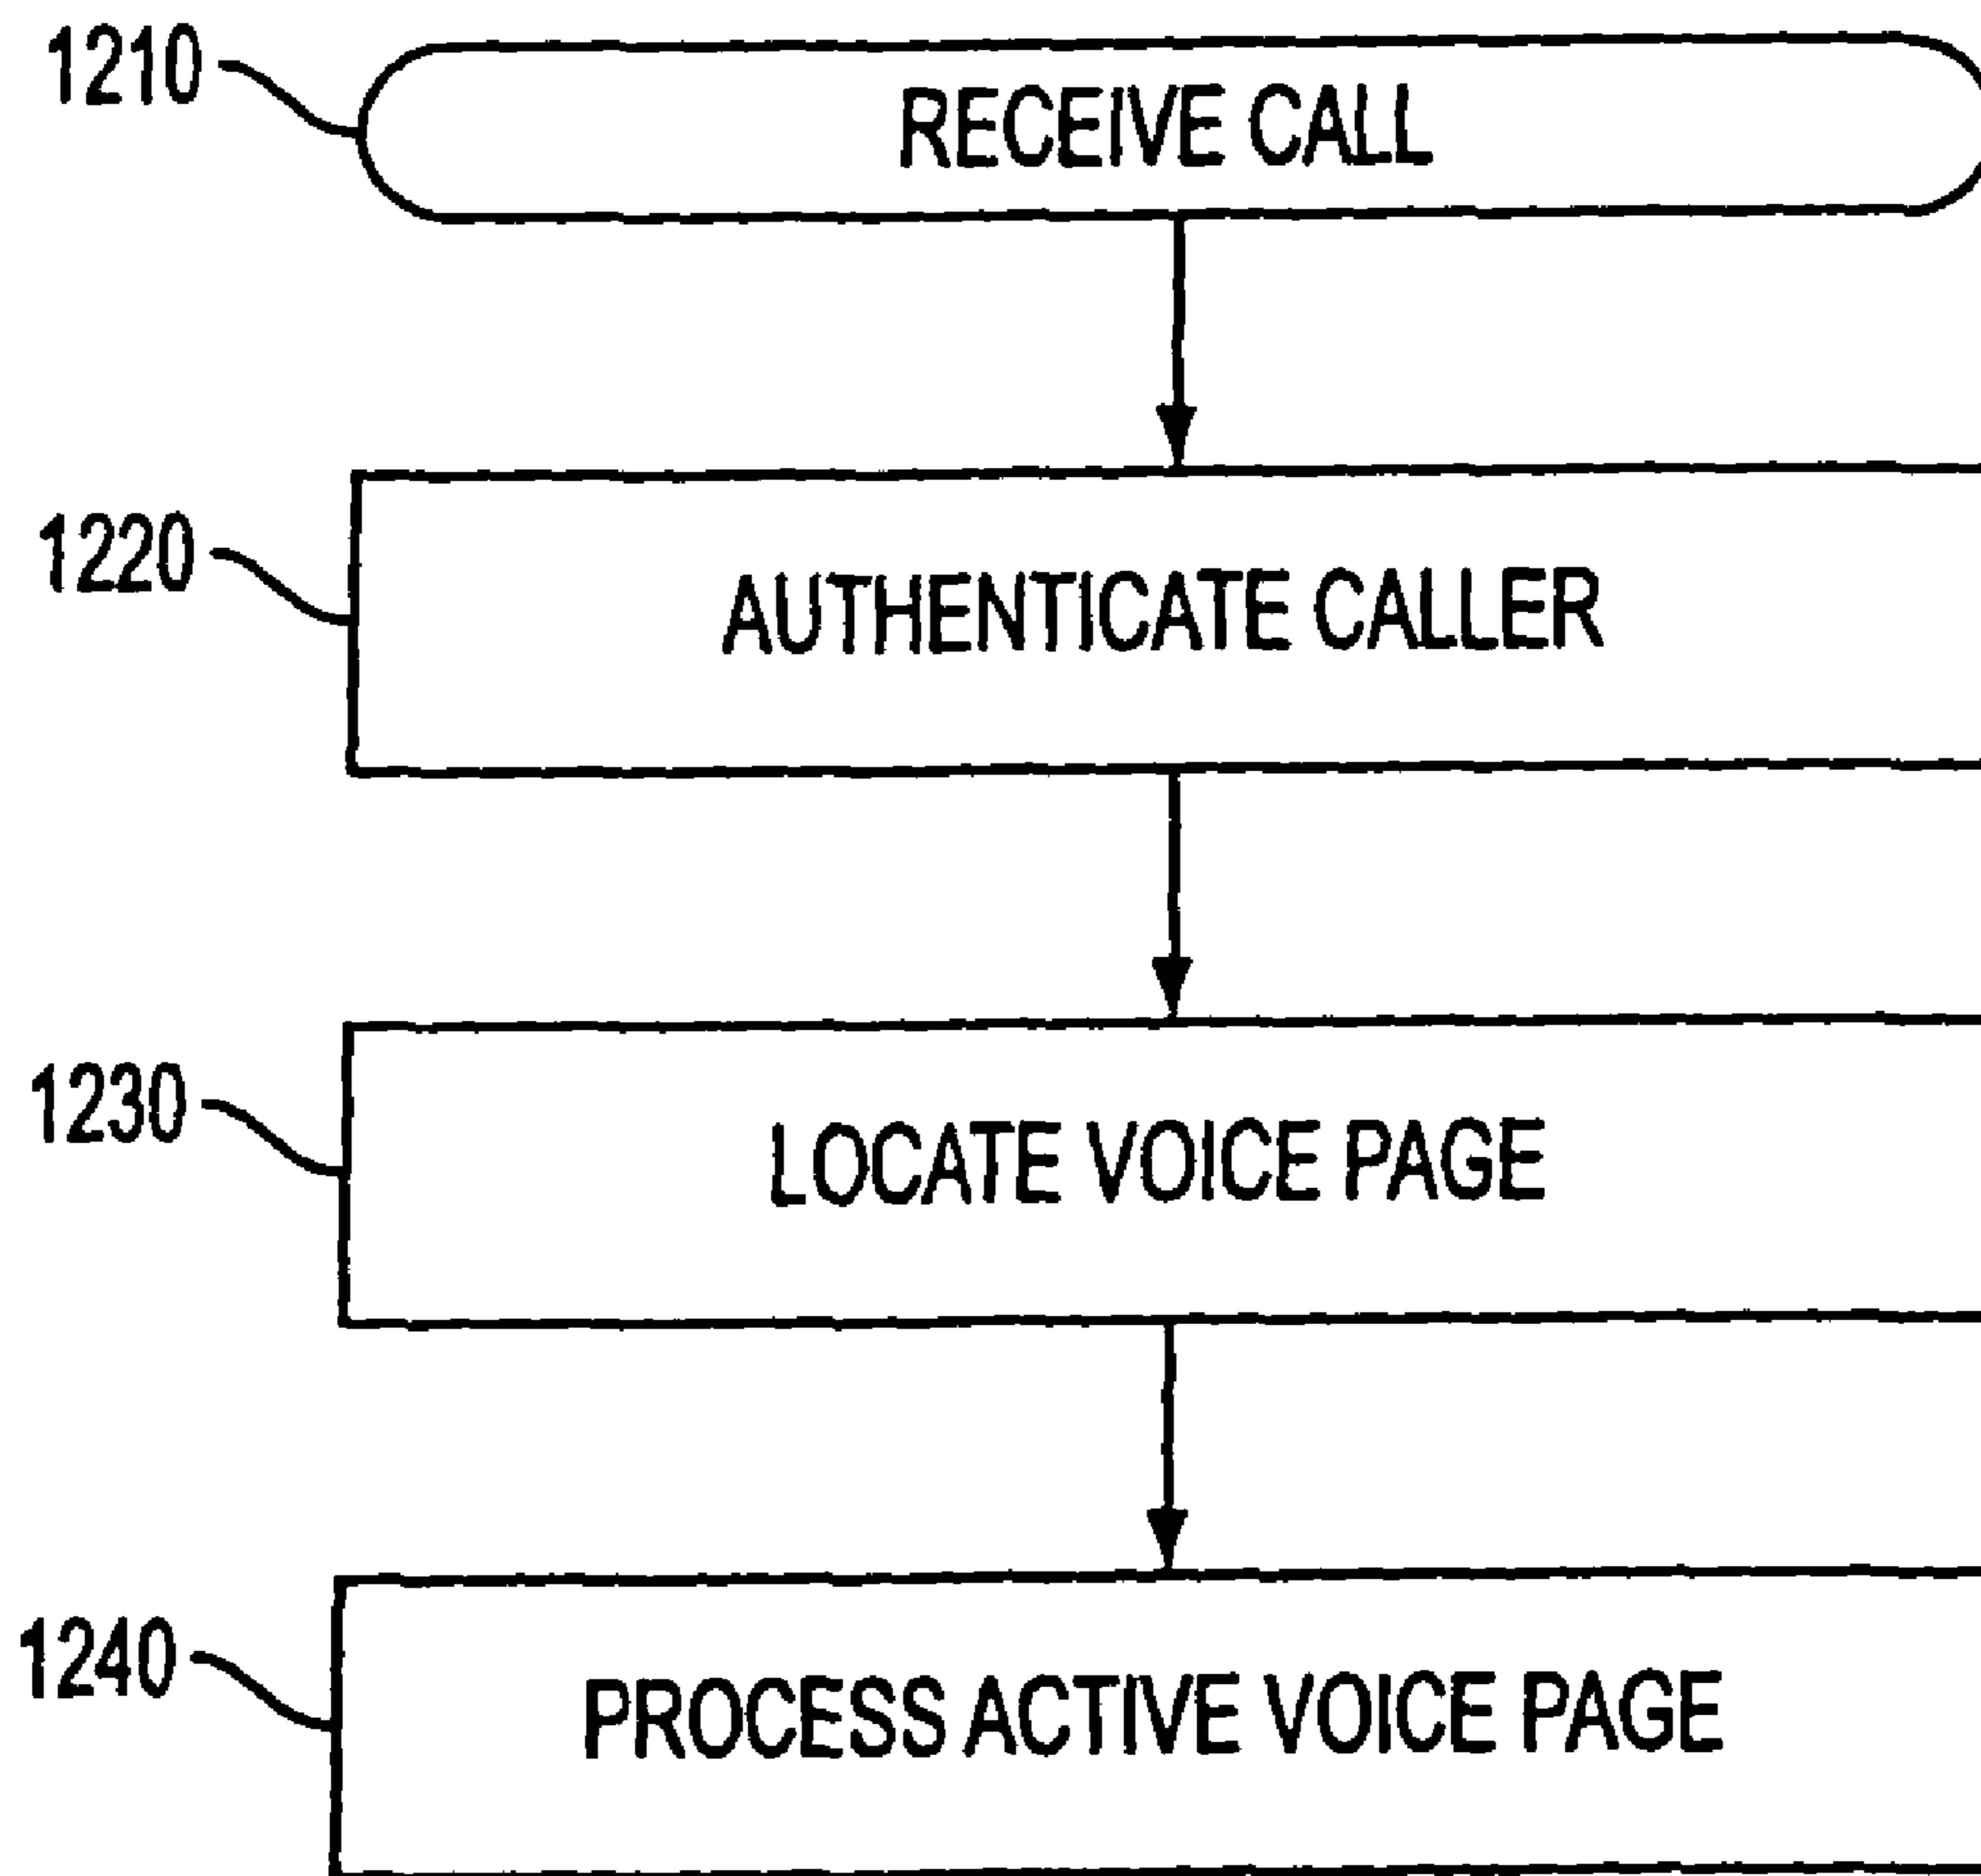 1210
RECEIVE CALL
1220
AUTHENTICATE CALLER
1230
LOCATE VOICE PAGE
1240
PROCESS ACTIVE VOICE PAGE